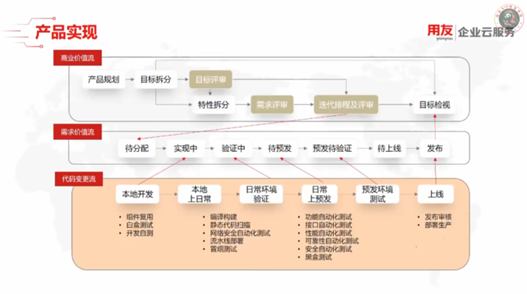 产品实现
用友
企业云服务
商业价值流
产品规划
目标拆分
目标评审
特性拆分
需求评审
迭代排程及评审
目标检视
需求价值流
待分配
实现中
验证中
待预发
预发待验证
待上线
发布
代码变更流
本地开发
本地
上日常
日常环境
验证
日常
上预发
预发环境
测试
上线
• 组件复用
• 白盒测试
• 开发自测
• 编译构建
• 静态代码扫描
• 网络安全自动化测试
• 流水线部署
• 冒烟测试
• 功能自动化测试
• 接口自动化测试
• 性能自动化测试
• 可靠性自动化测试
• 安全自动化测试
• 黑盒测试
• 发布审核
• 部署生产